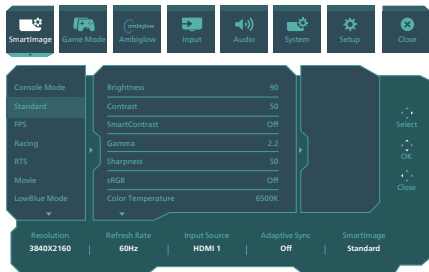 SmartImage
Game Mode
ambiglow
Ambiglow
Input
Audio
System
Setup
Close
Console Mode
Standard
FPS
Racing
RTS
Movie
LowBlue Mode
Brightness 90
Contrast 50
SmartContrast Off
Gamma 2.2
Sharpness 50
sRGB Off
Color Temperature 6500K
Select
OK
Close
Resolution Refresh Rate Input Source Adaptive Sync SmartImage
3840X2160 60Hz HDMI 1 Off Standard